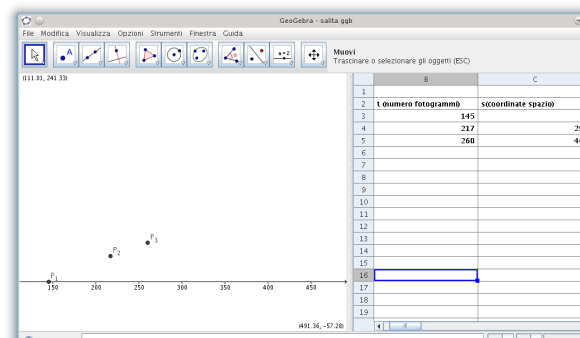 GeoGebra - salita.ggb
File Modifica Visualizza Opzioni Strumenti Finestra Guida
A
a = 2
Muovi
Trascinare o selezionare gli oggetti (ESC)
(111.01, 241.33)
B C
1
2 t (numero fotogrammi) s(coordinate spazio)
3 145
4 217
5 260
6
7
8
9
10
11
12
13
14
15
16
17
18
19
P3
P2
P1
150 200 250 300 350 400 450
(491.36, -57.28)